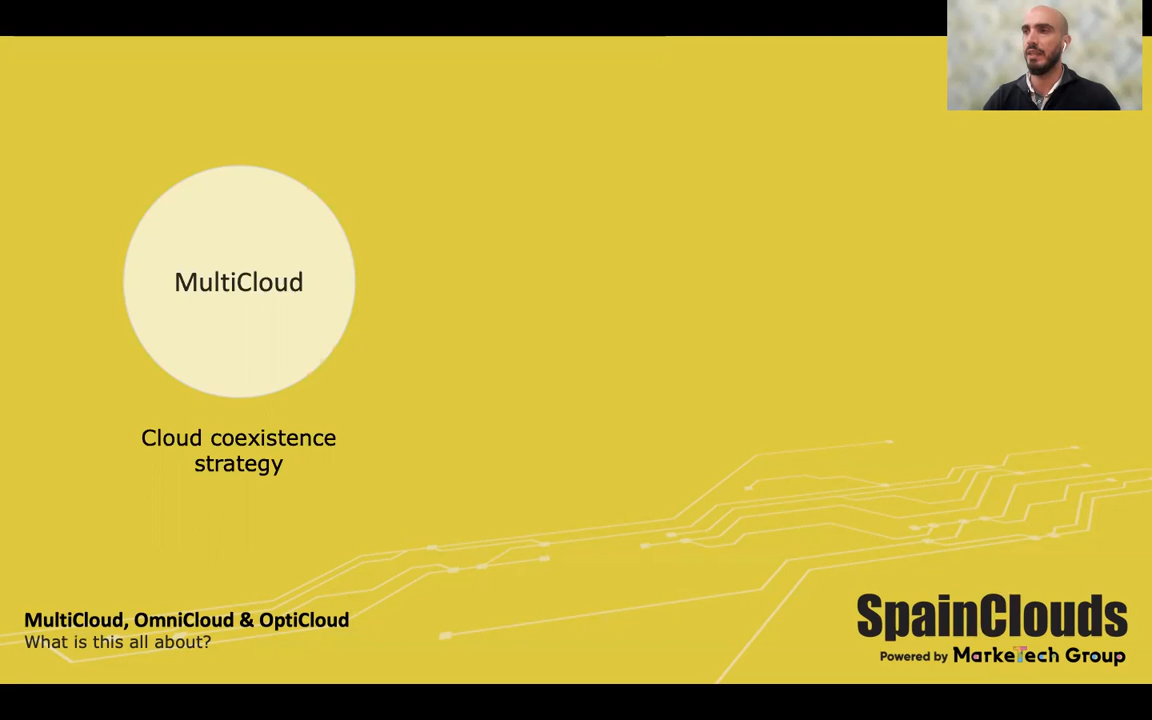 MultiCloud
Cloud coexistence
strategy
MultiCloud, OmniCloud & OptiCloud
What is this all about?
SpainClouds
Powered by MarkeTech Group